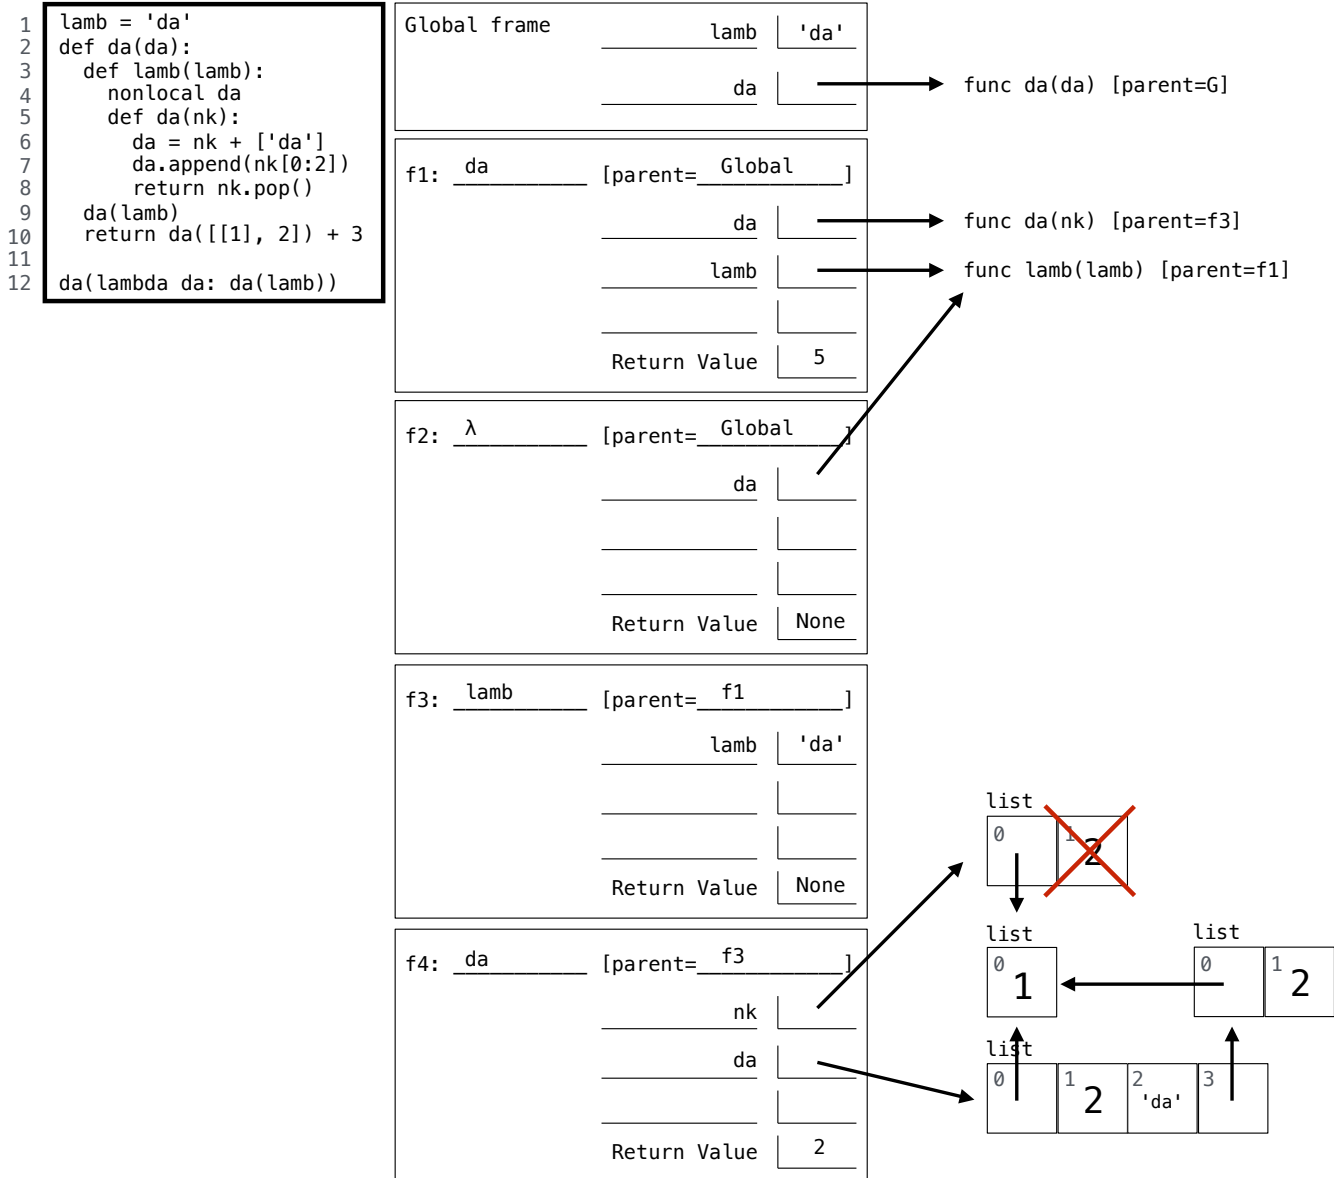 1 lamb = 'da'
2 def da(da):
3   def lamb(lamb):
4     nonlocal da
5     def da(nk):
6       da = nk + ['da']
7       da.append(nk[0:2])
8       return nk.pop()
9   da(lamb)
10   return da([[1], 2]) + 3
11
12 da(lambda da: da(lamb))
Global frame
lamb 'da'
da func da(da) [parent=G]
f1: da [parent= Global ]
da func da(nk) [parent=f3]
lamb func lamb(lamb) [parent=f1]
Return Value 5
f2: λ [parent= Global ]
da
Return Value None
f3: lamb [parent= f1 ]
lamb 'da'
Return Value None
f4: da [parent= f3 ]
nk
da
Return Value 2
list
0 1 2
list
0 1
list
0 1 2
list
0 1 2 2 'da' 3